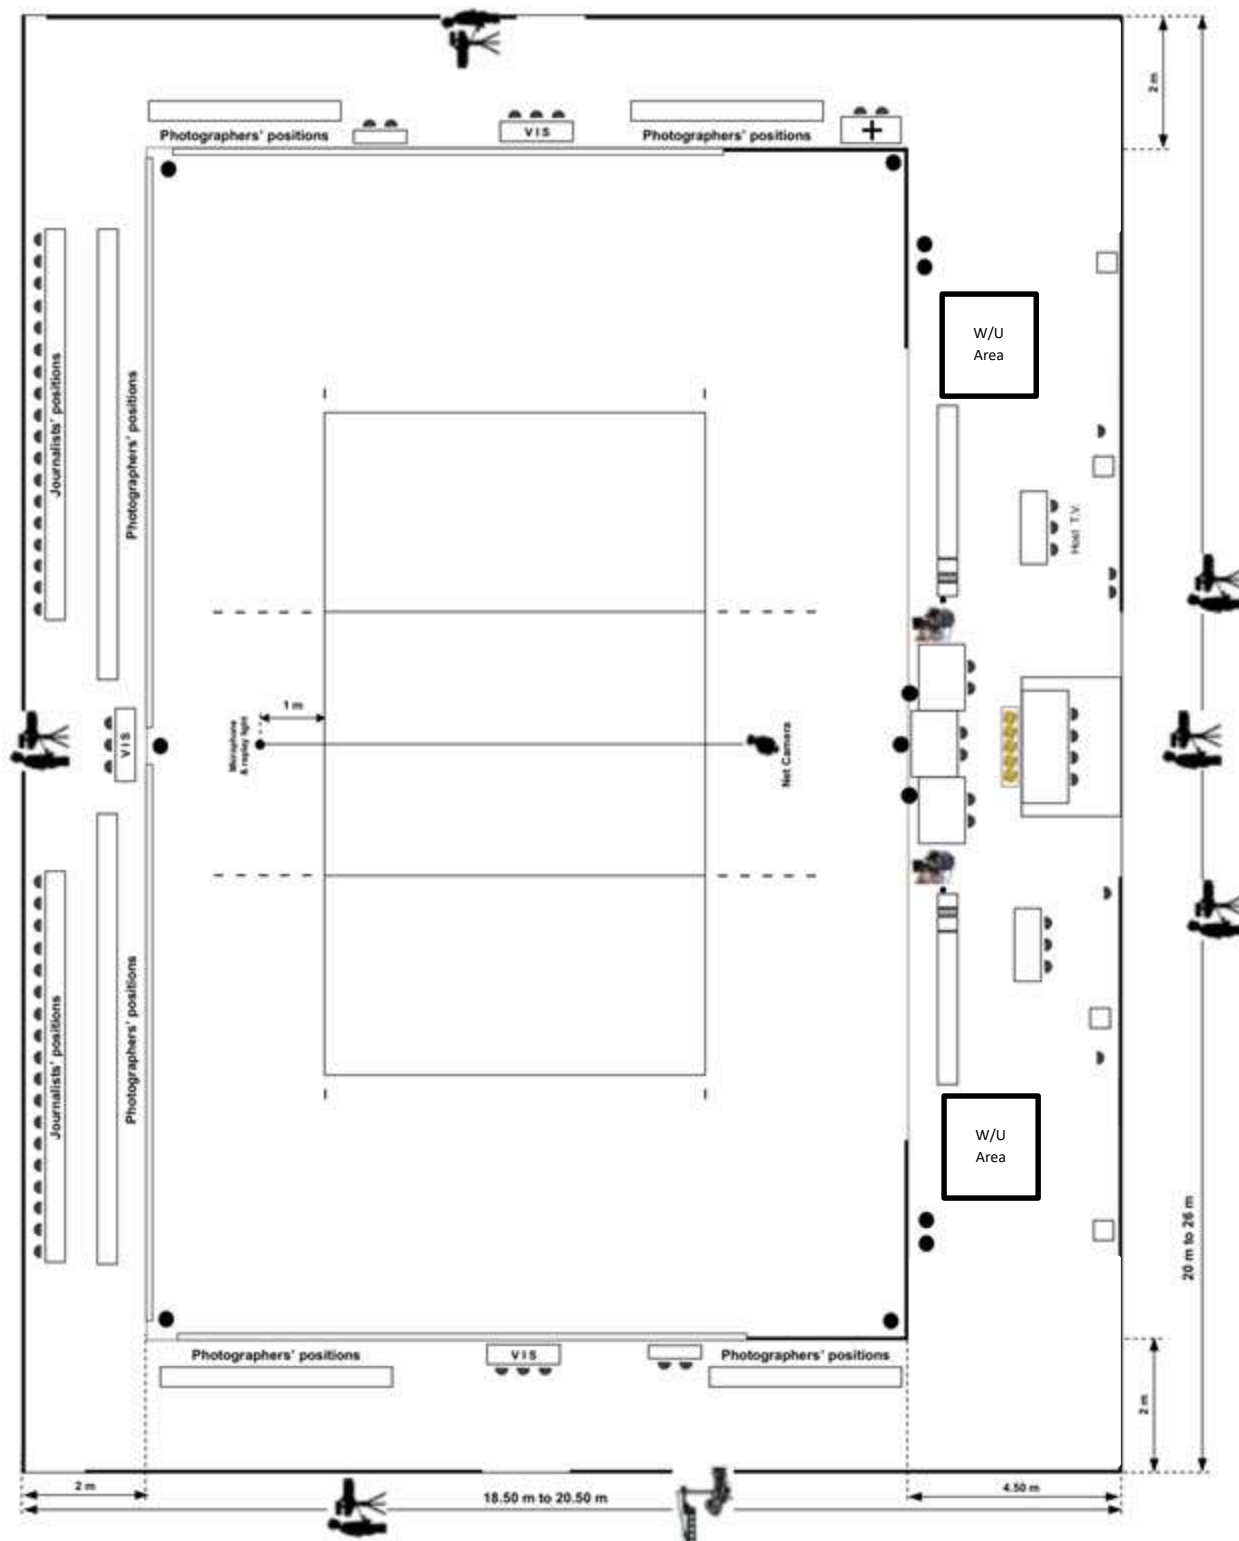 2 m
Photographers' positions
VIS
Photographers' positions
+
W/U
Area
Journalists' positions
Photographers' positions
Host T.V.
1 m
Microphone
& replay light
Net Camera
VIS
Journalists' positions
Photographers' positions
W/U
Area
20 m to 26 m
Photographers' positions
VIS
Photographers' positions
2 m
2 m
18.50 m to 20.50 m
4.50 m